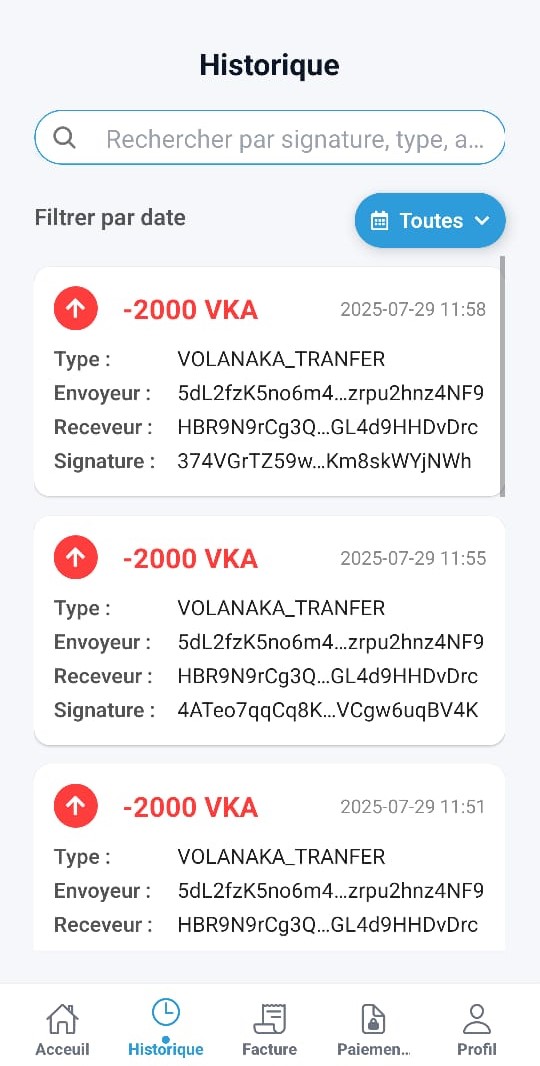 Historique
Rechercher par signature, type, a...
Filtrer par date
Toutes
-2000 VKA 2025-07-29 11:58
Type : VOLANAKA_TRANFER
Envoyeur : 5dL2fzK5no6m4...zrpu2hnz4NF9
Receveur : HBR9N9rCg3Q...GL4d9HHDvDrc
Signature : 374VGrTZ59w...Km8skWYjNWh
-2000 VKA 2025-07-29 11:55
Type : VOLANAKA_TRANFER
Envoyeur : 5dL2fzK5no6m4...zrpu2hnz4NF9
Receveur : HBR9N9rCg3Q...GL4d9HHDvDrc
Signature : 4ATeo7qqCq8K...VCgw6uqBV4K
-2000 VKA 2025-07-29 11:51
Type : VOLANAKA_TRANFER
Envoyeur : 5dL2fzK5no6m4...zrpu2hnz4NF9
Receveur : HBR9N9rCg3Q...GL4d9HHDvDrc
Acceuil Historique Facture Paiemen... Profil